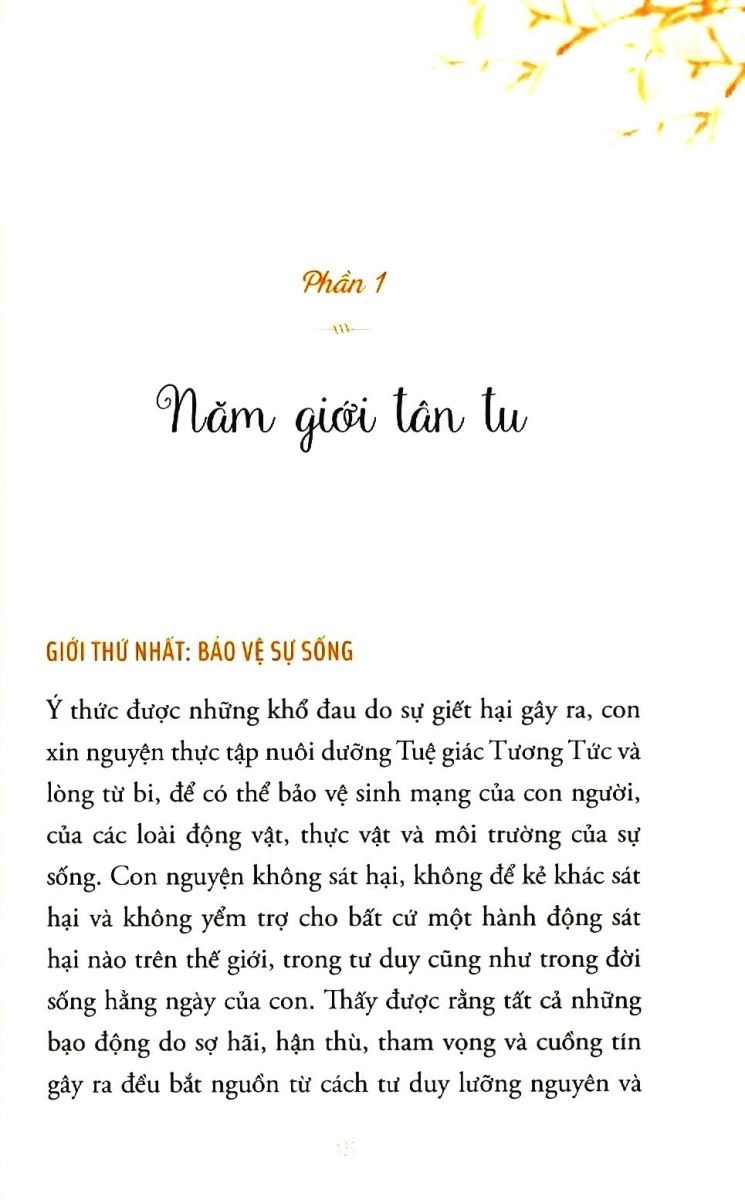 Phần 1
Năm giới tân tu
GIỚI THỨ NHẤT: BẢO VỆ SỰ SỐNG
Ý thức được những khổ đau do sự giết hại gây ra, con
xin nguyện thực tập nuôi dưỡng Tuệ giác Tương Tức và
lòng từ bi, để có thể bảo vệ sinh mạng của con người,
của các loài động vật, thực vật và môi trường của sự
sống. Con nguyện không sát hại, không để kẻ khác sát
hại và không yểm trợ cho bất cứ một hành động sát
hại nào trên thế giới, trong tư duy cũng như trong đời
sống hằng ngày của con. Thấy được rằng tất cả những
bạo động do sợ hãi, hận thù, tham vọng và cuồng tín
gây ra đều bắt nguồn từ cách tư duy lưỡng nguyên và